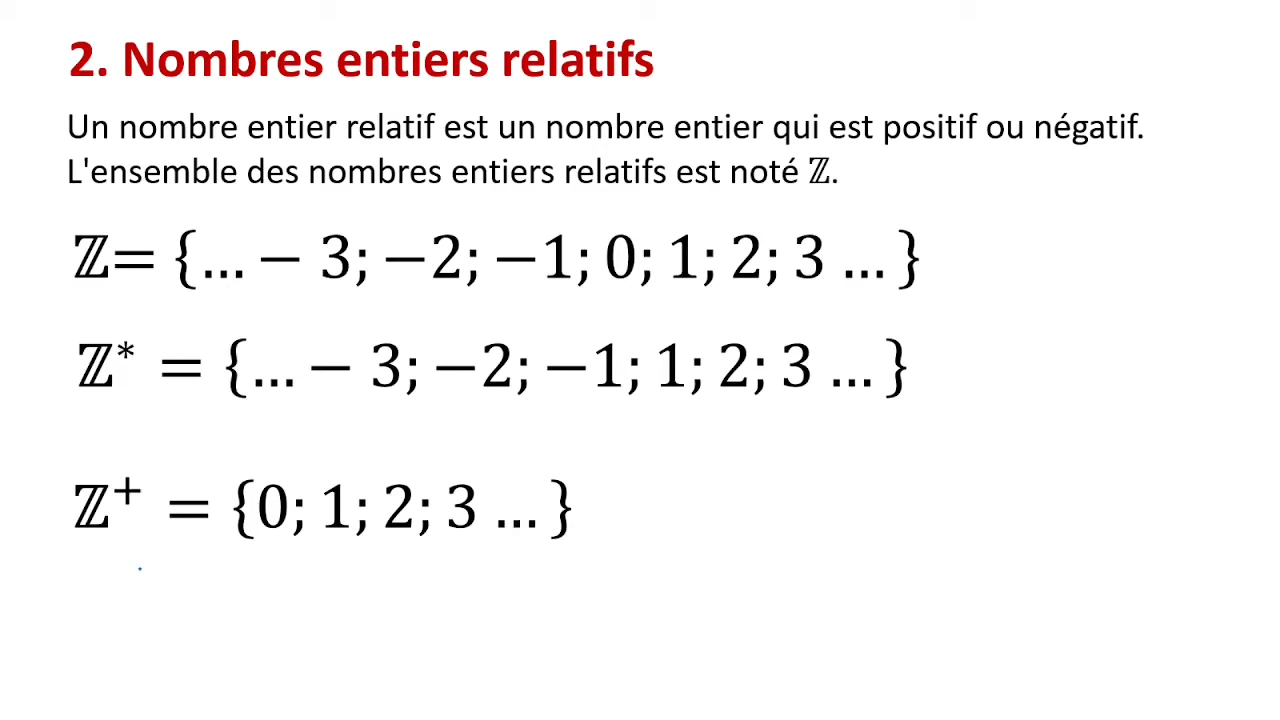 2. Nombres entiers relatifs
Un nombre entier relatif est un nombre entier qui est positif ou négatif.
L'ensemble des nombres entiers relatifs est noté ℤ.
ℤ= {… − 3; −2; −1; 0; 1; 2; 3 … }
ℤ* = {… − 3; −2; −1; 1; 2; 3 … }
ℤ⁺ = {0; 1; 2; 3 … }